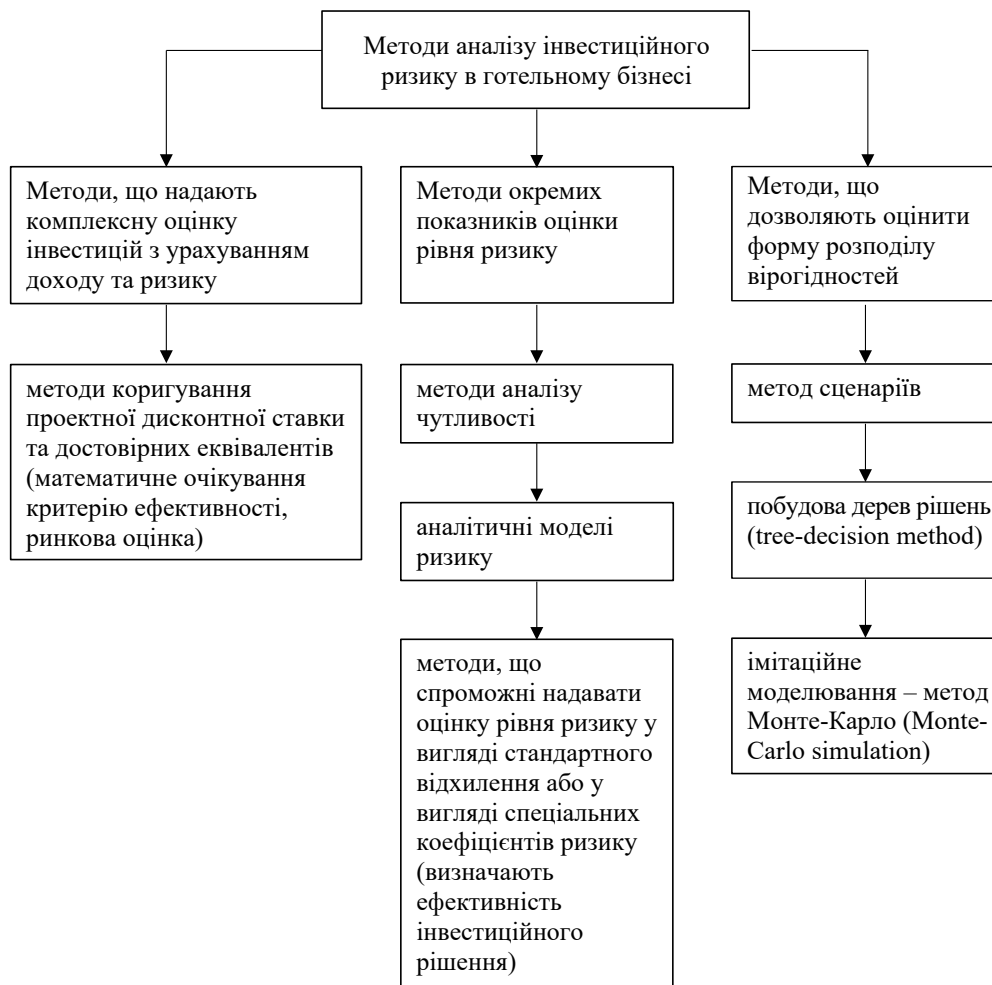 Методи аналізу інвестиційного
ризику в готельному бізнесі
Методи, що надають
комплексну оцінку
інвестицій з урахуванням
доходу та ризику
Методи окремих
показників оцінки
рівня ризику
Методи, що
дозволяють оцінити
форму розподілу
вірогідностей
методи коригування
проектної дисконтної ставки
та достовірних еквівалентів
(математичне очікування
критерію ефективності,
ринкова оцінка)
методи аналізу
чутливості
метод сценаріїв
аналітичні моделі
ризику
побудова дерев рішень
(tree-decision method)
методи, що
спроможні надавати
оцінку рівня ризику у
вигляді стандартного
відхилення або у
вигляді спеціальних
коефіцієнтів ризику
(визначають
ефективність
інвестиційного
рішення)
імітаційне
моделювання – метод
Монте-Карло (Monte-
Carlo simulation)